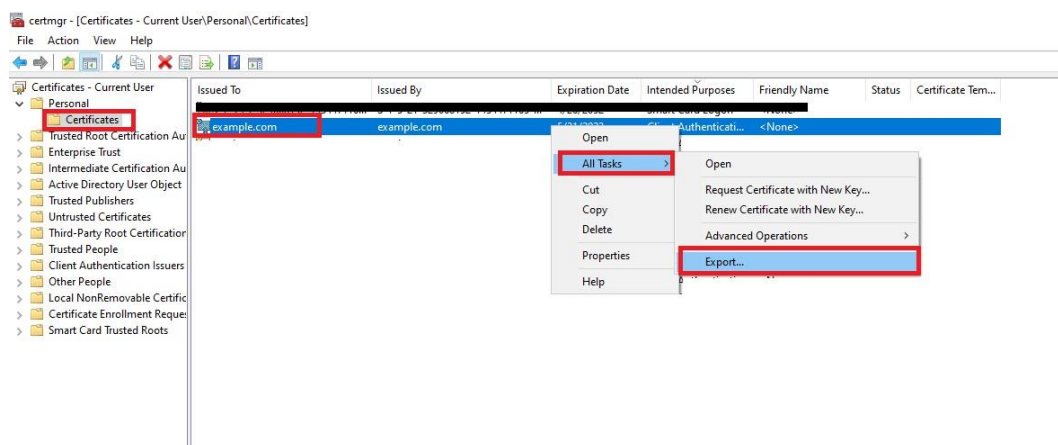 certmgr - [Certificates - Current User\Personal\Certificates]
File Action View Help
Certificates - Current User
Personal
Certificates
Trusted Root Certification Au
Enterprise Trust
Intermediate Certification Au
Active Directory User Object
Trusted Publishers
Untrusted Certificates
Third-Party Root Certification
Trusted People
Client Authentication Issuers
Other People
Local NonRemovable Certific
Certificate Enrollment Reques
Smart Card Trusted Roots
Issued To Issued By Expiration Date Intended Purposes Friendly Name Status Certificate Tem...
example.com example.com Client Authenticati... <None>
Open
All Tasks >
Cut
Copy
Delete
Properties
Help
Open
Request Certificate with New Key...
Renew Certificate with New Key...
Advanced Operations >
Export...